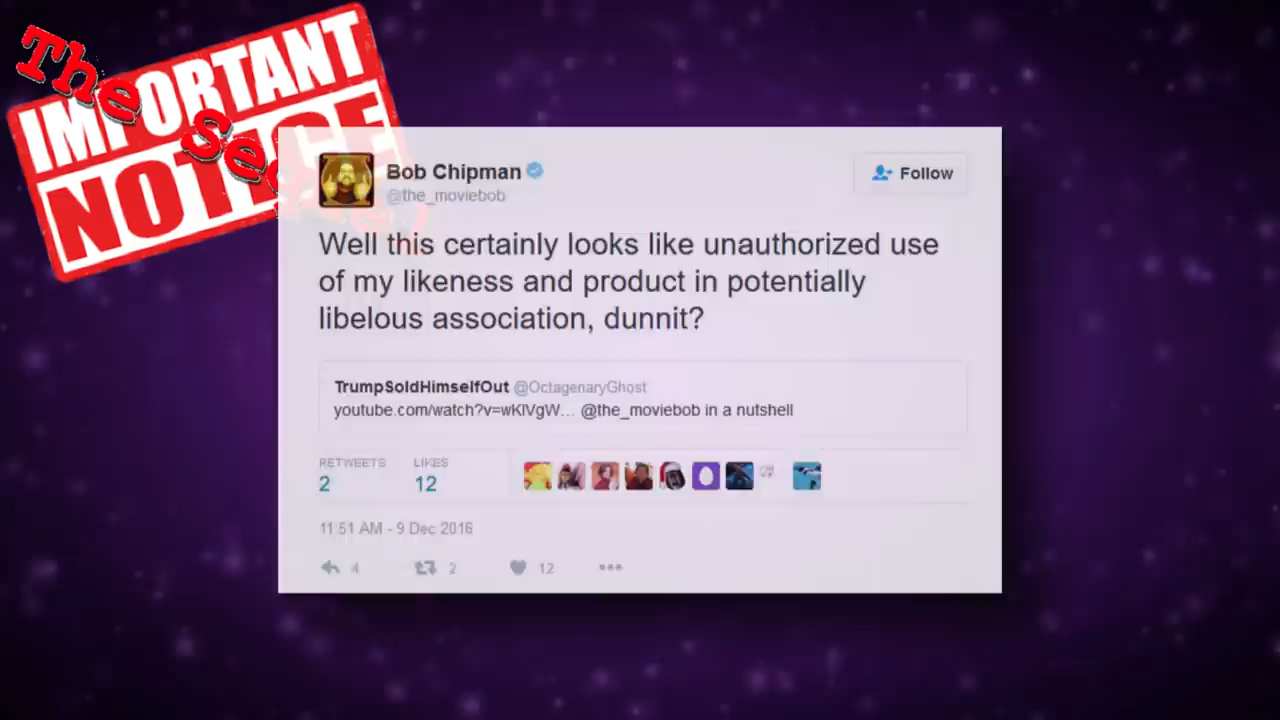 The
IMPORTANT
NOTICE
Bob Chipman
@the_moviebob
Follow
Well this certainly looks like unauthorized use
of my likeness and product in potentially
libelous association, dunnit?
TrumpSoldHimselfOut @OctagenaryGhost
youtube.com/watch?v=wKlVgW... @the_moviebob in a nutshell
RETWEETS LIKES
2 12
11:51 AM - 9 Dec 2016
4 2 12